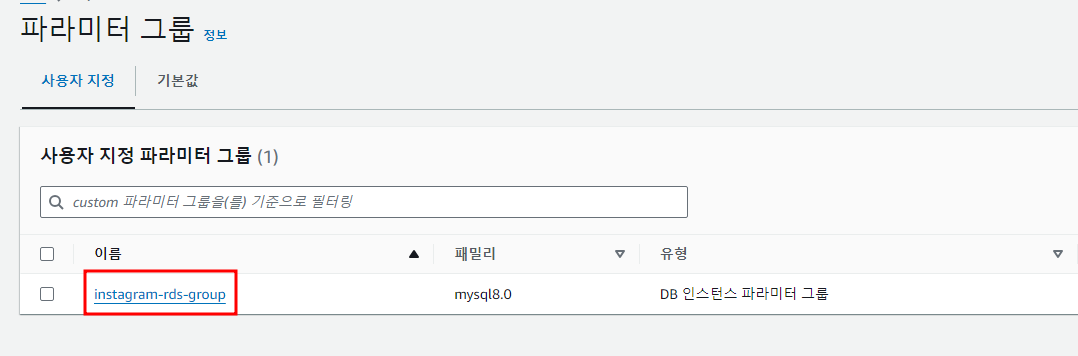 파라미터 그룹 정보
사용자 지정 기본값
사용자 지정 파라미터 그룹 (1)
custom 파라미터 그룹을(를) 기준으로 필터링
이름 패밀리 유형
instagram-rds-group mysql8.0 DB 인스턴스 파라미터 그룹